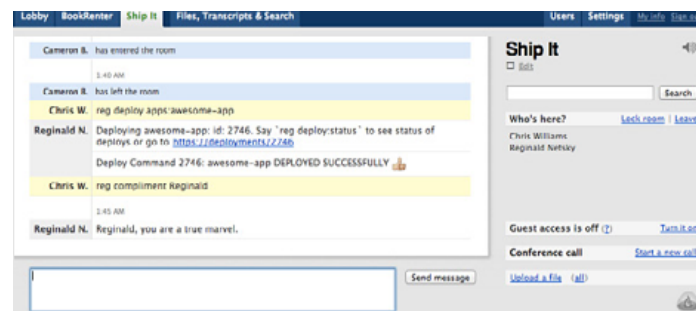 Lobby BookRenter Ship It Files, Transcripts & Search Users Settings My info Sign
Cameron B. has entered the room
1:40 AM
Cameron B. has left the room
Chris W. reg deploy apps:awesome-app
Reginald N. Deploying awesome-app: id: 2746. Say `reg deploy:status` to see status of
deploys or go to https://deployments/2746
Deploy Command 2746: awesome-app DEPLOYED SUCCESSFULLY
Chris W. reg compliment Reginald
1:45 AM
Reginald N. Reginald, you are a true marvel.
Send message
Ship It
Edit
Search
Who's here? Lock room | Leave
Chris Williams
Reginald Netsky
Guest access is off (?) Turn it on
Conference call Start a new call
Upload a file (all)